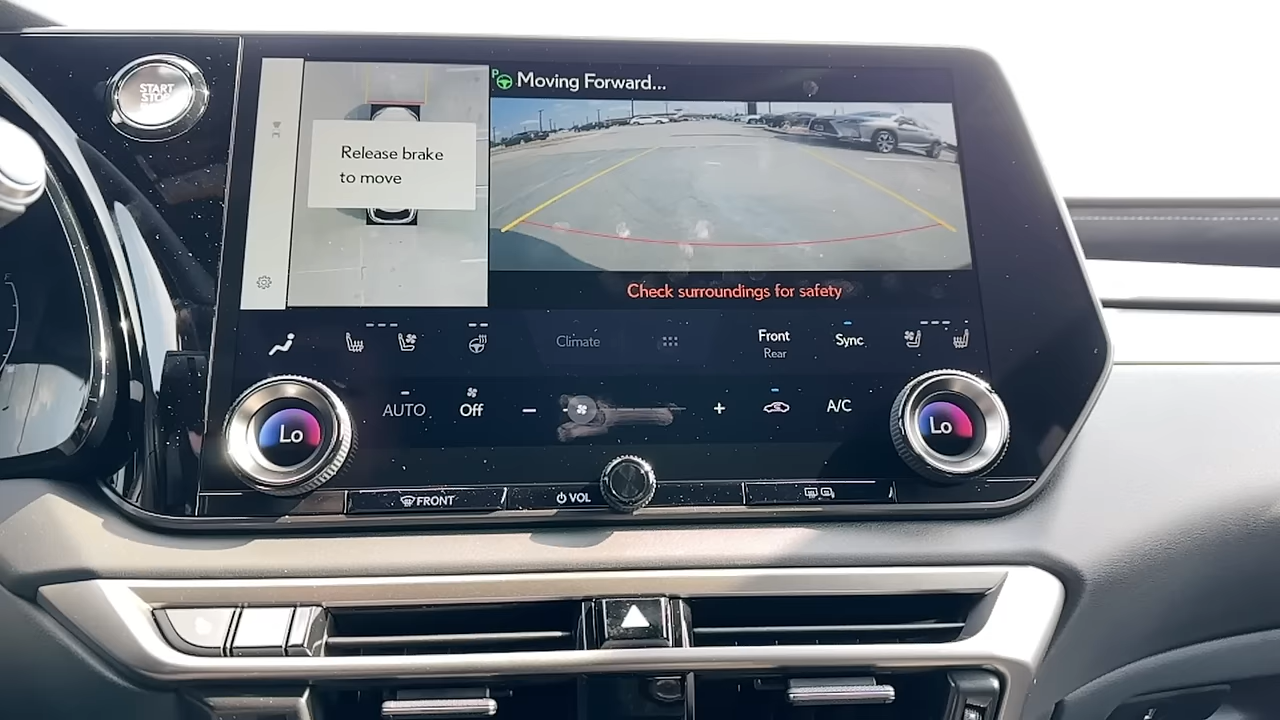 START
STOP
P
Moving Forward...
Release brake
to move
Check surroundings for safety
F
Climate
Front
Rear
Sync
AUTO
Off
A/C
Lo
Lo
FRONT
VOL